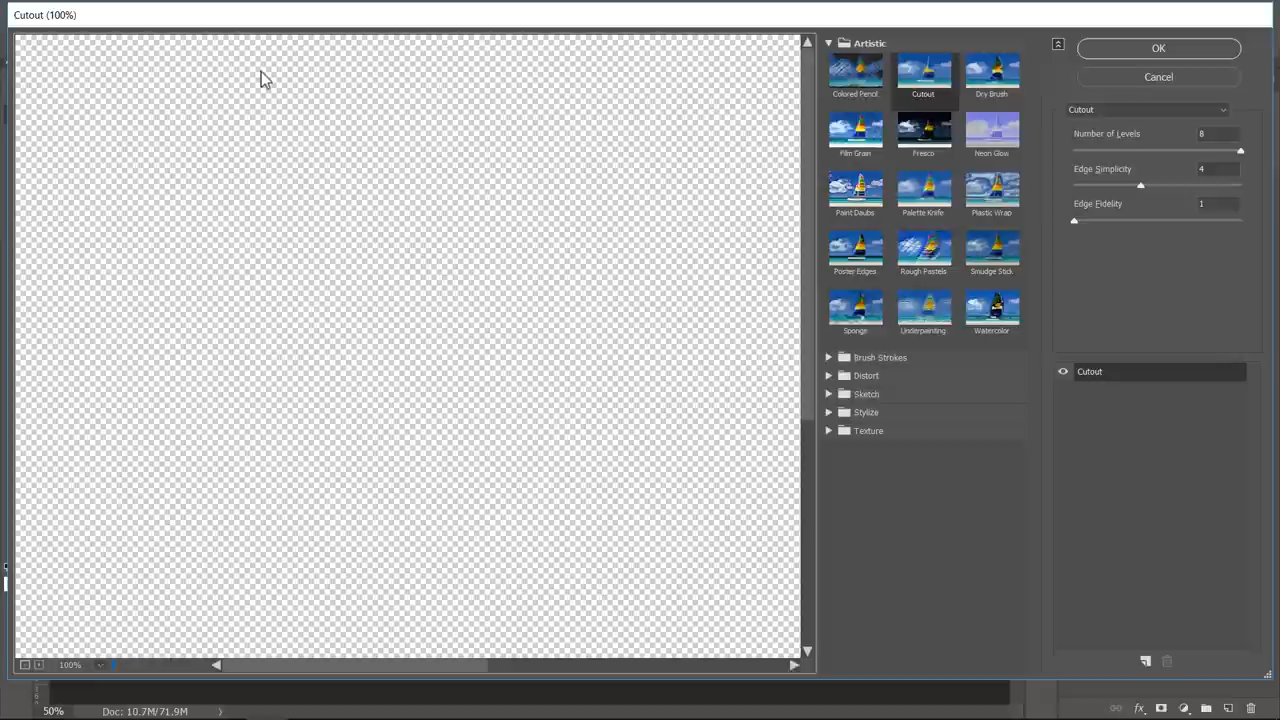 Cutout (100%)
Artistic
Colored Pencil
Cutout
Dry Brush
Film Grain
Fresco
Neon Glow
Paint Daubs
Palette Knife
Plastic Wrap
Poster Edges
Rough Pastels
Smudge Stick
Sponge
Underpainting
Watercolor
Brush Strokes
Distort
Sketch
Stylize
Texture
OK
Cancel
Cutout
Number of Levels 8
Edge Simplicity 4
Edge Fidelity 1
Cutout
100%
50% Doc: 10.7M/71.9M
fx